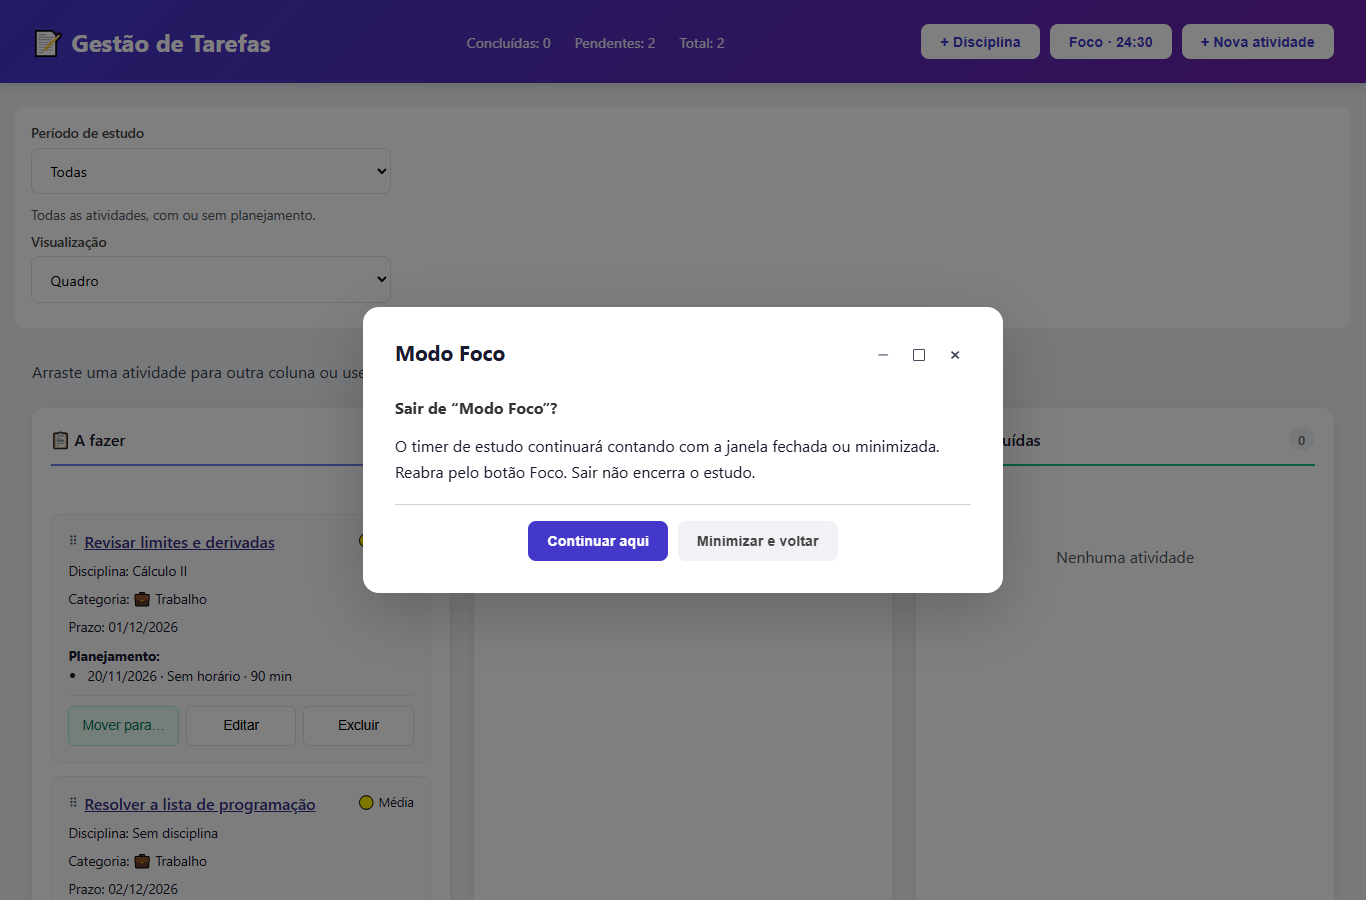 Gestão de Tarefas
Concluídas: 0 Pendentes: 2 Total: 2
+ Disciplina
Foco · 24:30
+ Nova atividade
Período de estudo
Todas
Todas as atividades, com ou sem planejamento.
Visualização
Quadro
Arraste uma atividade para outra coluna ou use
Modo Foco
Sair de “Modo Foco”?
O timer de estudo continuará contando com a janela fechada ou minimizada.
Reabra pelo botão Foco. Sair não encerra o estudo.
Continuar aqui
Minimizar e voltar
A fazer
Revisar limites e derivadas
Disciplina: Cálculo II
Categoria: 💼 Trabalho
Prazo: 01/12/2026
Planejamento:
• 20/11/2026 · Sem horário · 90 min
Mover para...
Editar
Excluir
Resolver a lista de programação
Média
Disciplina: Sem disciplina
Categoria: 💼 Trabalho
Prazo: 02/12/2026
uídas
0
Nenhuma atividade